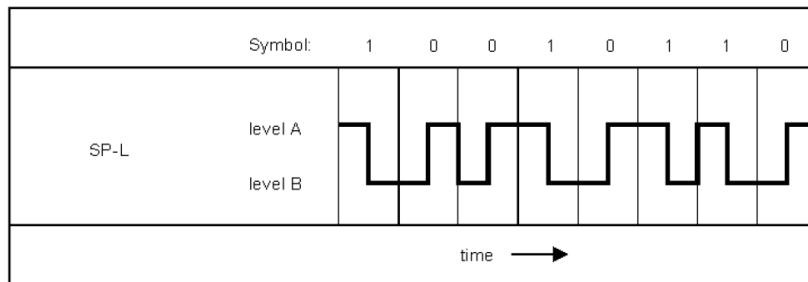 Symbol: 1 0 0 1 0 1 1 0
level A
SP-L
level B
time